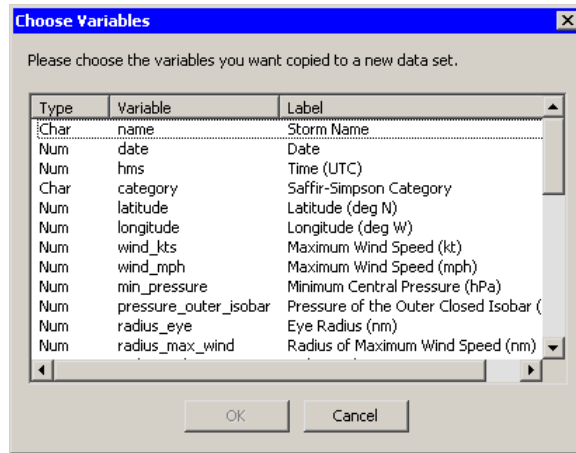 Choose Variables
Please choose the variables you want copied to a new data set.
Type Variable Label
Char name Storm Name
Num date Date
Num hms Time (UTC)
Char category Saffir-Simpson Category
Num latitude Latitude (deg N)
Num longitude Longitude (deg W)
Num wind_kts Maximum Wind Speed (kt)
Num wind_mph Maximum Wind Speed (mph)
Num min_pressure Minimum Central Pressure (hPa)
Num pressure_outer_isobar Pressure of the Outer Closed Isobar (
Num radius_eye Eye Radius (nm)
Num radius_max_wind Radius of Maximum Wind Speed (nm)
OK Cancel